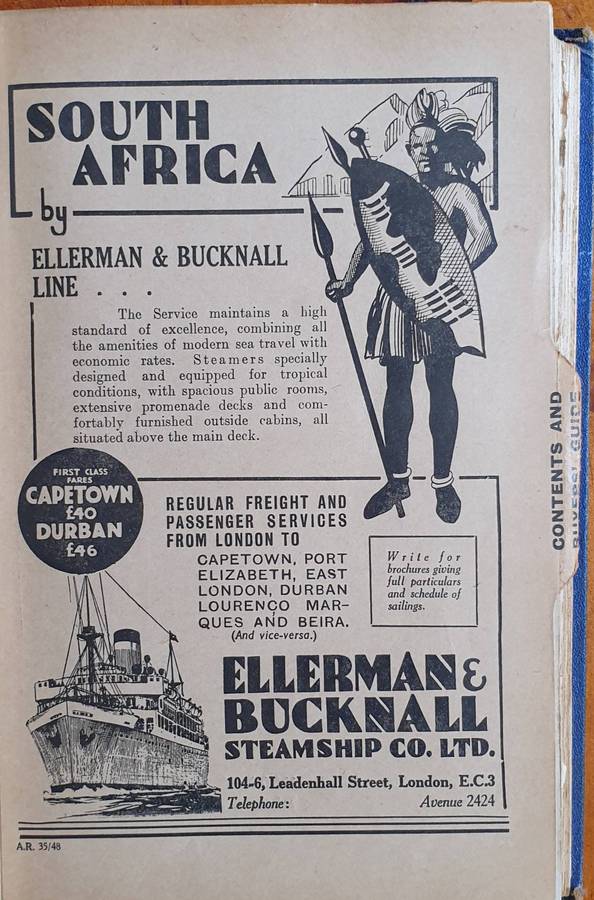 SOUTH
AFRICA
by
ELLERMAN & BUCKNALL
LINE . . .
The Service maintains a high
standard of excellence, combining all
the amenities of modern sea travel with
economic rates. Steamers specially
designed and equipped for tropical
conditions, with spacious public rooms,
extensive promenade decks and com-
fortably furnished outside cabins, all
situated above the main deck.
FIRST CLASS
FARES
CAPETOWN
£40
DURBAN
£46
REGULAR FREIGHT AND
PASSENGER SERVICES
FROM LONDON TO
CAPETOWN, PORT
ELIZABETH, EAST
LONDON, DURBAN
LOURENÇO MAR-
QUES AND BEIRA.
(And vice-versa.)
Write for
brochures giving
full particulars
and schedule of
sailings.
ELLERMAN &
BUCKNALL
STEAMSHIP CO. LTD.
104-6, Leadenhall Street, London, E.C.3
Telephone: Avenue 2424
A.R. 35/48
CONTENTS AND
BUYERS' GUIDE